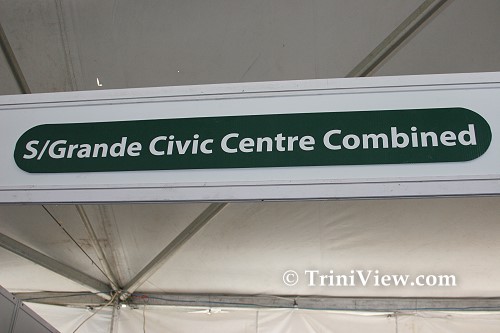 S/Grande Civic Centre Combined
© TriniView.com